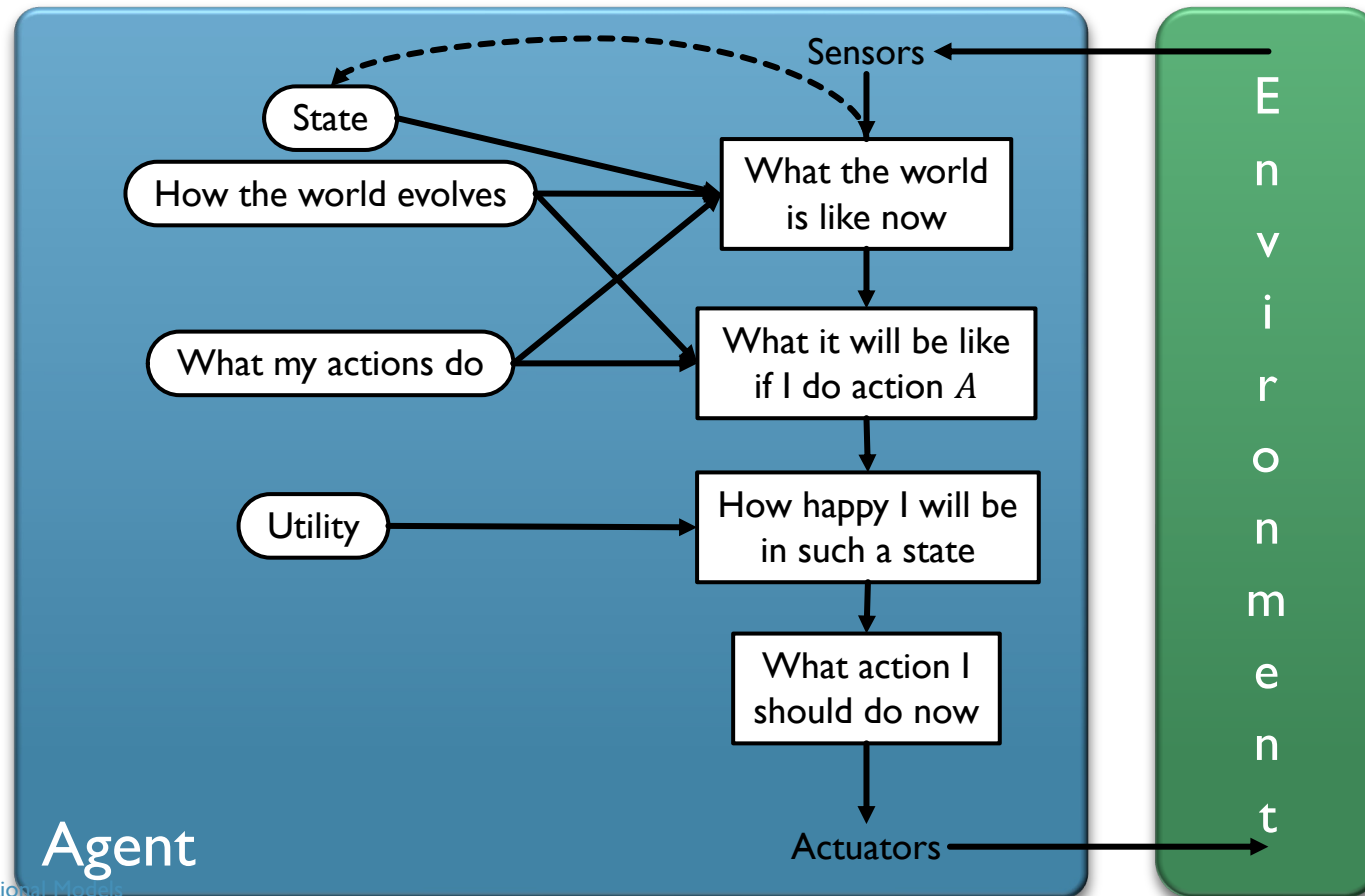 Sensors
State
How the world evolves
What the world
is like now
What my actions do
What it will be like
if I do action A
Utility
How happy I will be
in such a state
What action I
should do now
Actuators
Agent
Environment
Models